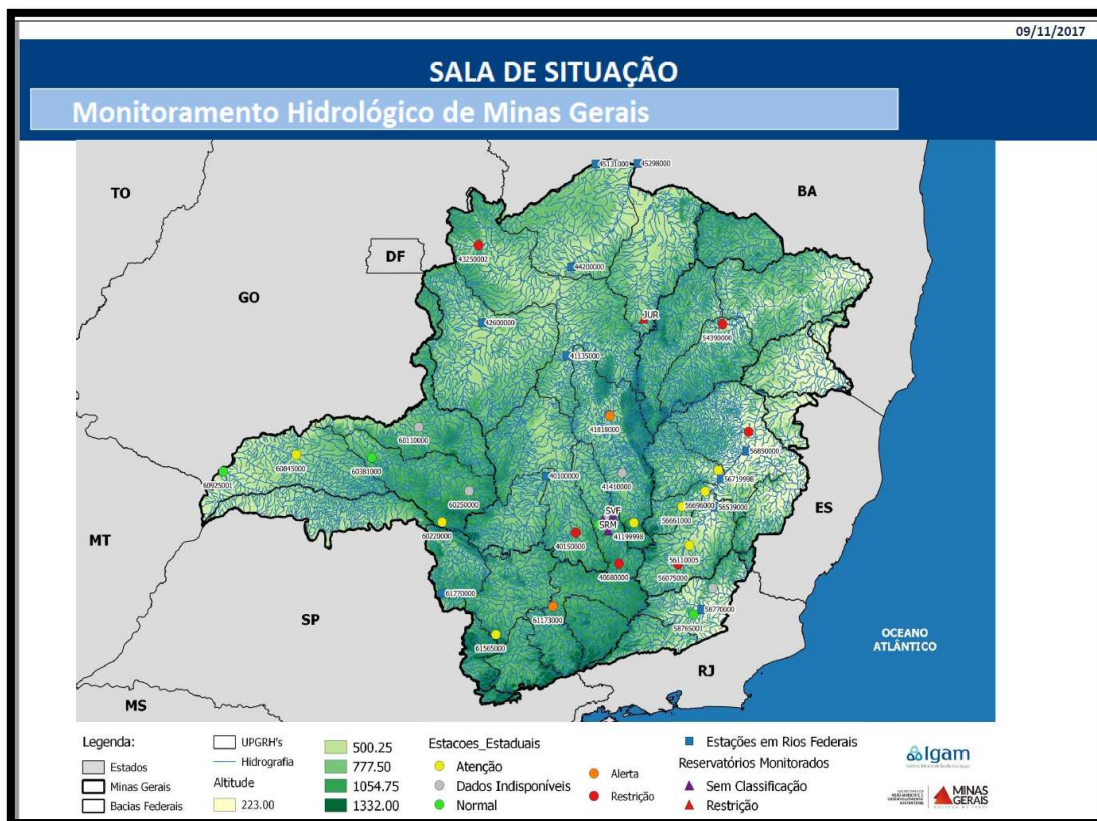 09/11/2017
SALA DE SITUAÇÃO
Monitoramento Hidrológico de Minas Gerais
TO
BA
DF
GO
MT
SP
MS
ES
RJ
OCEANO
ATLÂNTICO
45131000
45298000
43250002
44200000
42600000
JUR
54390000
41135000
41818000
60110000
60845000
60381000
56850000
60925001
40100000
41410000
56719998
60250000
56696000
56539000
SVF
56661000
SRM
60220000
41199998
40150000
56110005
40680000
56075000
61770000
61173000
58770000
58765001
61565000
Legenda:
Estados
Minas Gerais
Bacias Federais
UPGRH's
Hidrografia
Altitude
223.00
500.25
777.50
1054.75
1332.00
Estacoes_Estaduais
Atenção
Dados Indisponíveis
Normal
Alerta
Restrição
Estações em Rios Federais
Reservatórios Monitorados
Sem Classificação
Restrição
Igam
MINAS
GERAIS